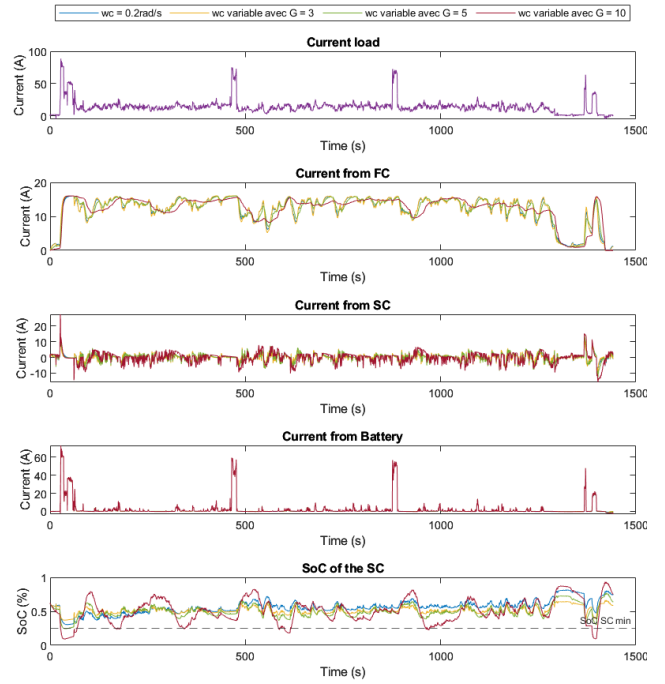 wc = 0.2rad/s wc variable avec G = 3 wc variable avec G = 5 wc variable avec G = 10
Current load
Current (A)
100
50
0
0 500 1000 1500
Time (s)
Current from FC
Current (A)
20
10
0
0 500 1000 1500
Time (s)
Current from SC
Current (A)
20
10
0
-10
0 500 1000 1500
Time (s)
Current from Battery
Current (A)
60
40
20
0
0 500 1000 1500
Time (s)
SoC of the SC
SoC (%)
1
0.5
0
SoC SC min
0 500 1000 1500
Time (s)